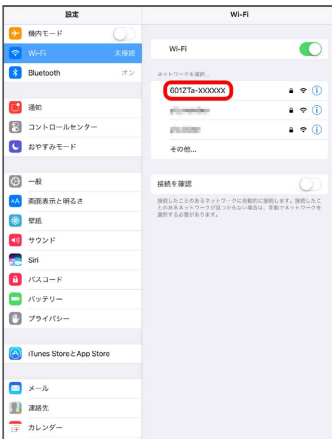 設定
機内モード
Wi-Fi 未接続
Bluetooth オン
通知
コントロールセンター
おやすみモード
一般
AA 画面表示と明るさ
壁紙
サウンド
Siri
パスコード
バッテリー
プライバシー
iTunes StoreとApp Store
メール
連絡先
カレンダー
Wi-Fi
Wi-Fi
ネットワークを選択...
601ZTa-XXXXXX
その他...
接続を確認
接続したことのあるネットワークに自動的に接続します。接続したこ
とのあるネットワークが見つからない場合は、手動でネットワークを
選択する必要があります。